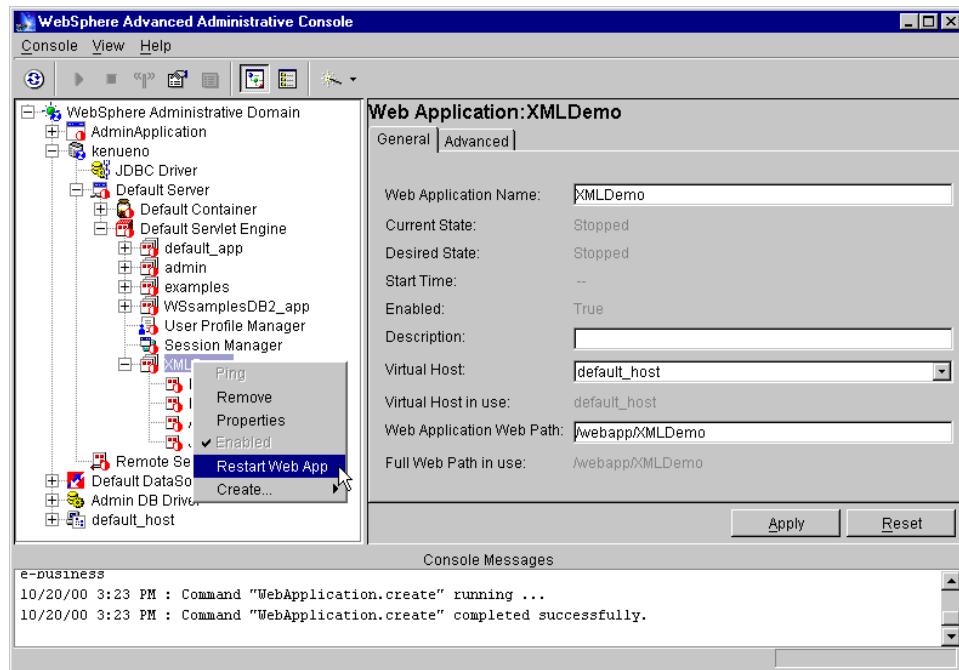 WebSphere Advanced Administrative Console
Console View Help
WebSphere Administrative Domain
AdminApplication
kenueno
JDBC Driver
Default Server
Default Container
Default Servlet Engine
default_app
admin
examples
WSsamplesDB2_app
User Profile Manager
Session Manager
XML
Remote Se
Default DataSo
Admin DB Driver
default_host
Ping
Remove
Properties
Enabled
Restart Web App
Create...
Web Application:XMLDemo
General Advanced
Web Application Name: XMLDemo
Current State: Stopped
Desired State: Stopped
Start Time: --
Enabled: True
Description:
Virtual Host: default_host
Virtual Host in use: default_host
Web Application Web Path: /webapp/XMLDemo
Full Web Path in use: /webapp/XMLDemo
Apply Reset
Console Messages
e-business
10/20/00 3:23 PM : Command "WebApplication.create" running ...
10/20/00 3:23 PM : Command "WebApplication.create" completed successfully.